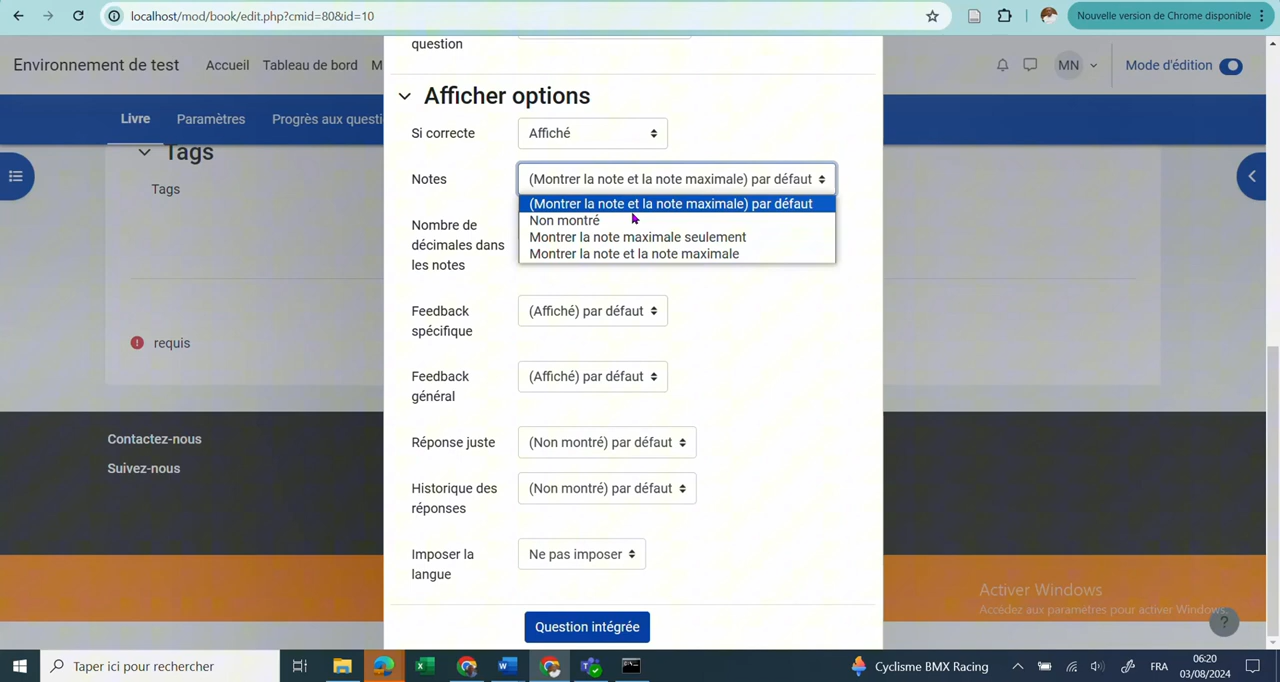 localhost/mod/book/edit.php?cmid=80&id=10
Nouvelle version de Chrome disponible
question
Environnement de test
Accueil
Tableau de bord
M
MN
Mode d'édition
Afficher options
Livre
Paramètres
Progrès aux questi
Si correcte
Affiché
Tags
Tags
Notes
(Montrer la note et la note maximale) par défaut
(Montrer la note et la note maximale) par défaut
Non montré
Montrer la note maximale seulement
Montrer la note et la note maximale
Nombre de
décimales dans
les notes
Feedback
spécifique
(Affiché) par défaut
requis
Feedback
général
(Affiché) par défaut
Contactez-nous
Réponse juste
(Non montré) par défaut
Suivez-nous
Historique des
réponses
(Non montré) par défaut
Imposer la
langue
Ne pas imposer
Activer Windows
Accédez aux paramètres pour activer Windows.
?
Question intégrée
Taper ici pour rechercher
Cyclisme BMX Racing
FRA
06:20
03/08/2024